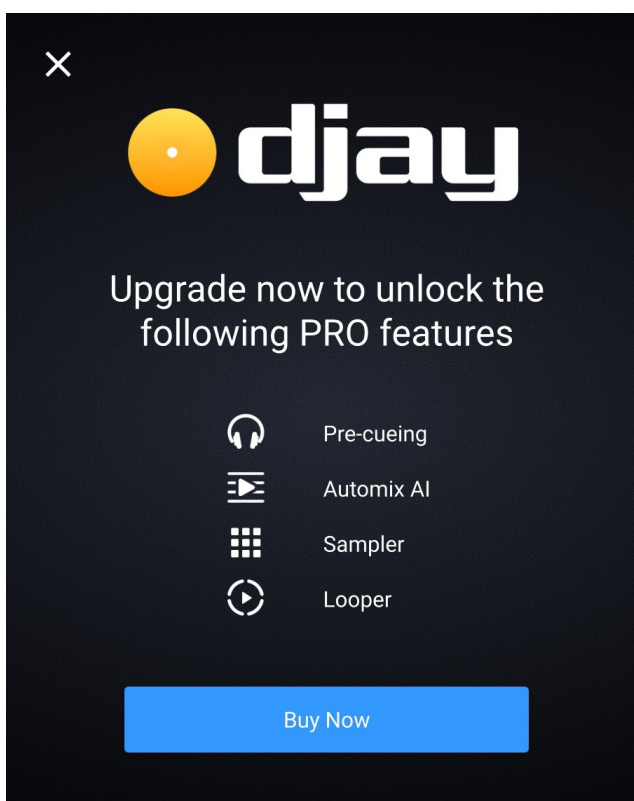 djay
Upgrade now to unlock the
following PRO features
Pre-cueing
Automix AI
Sampler
Looper
Buy Now